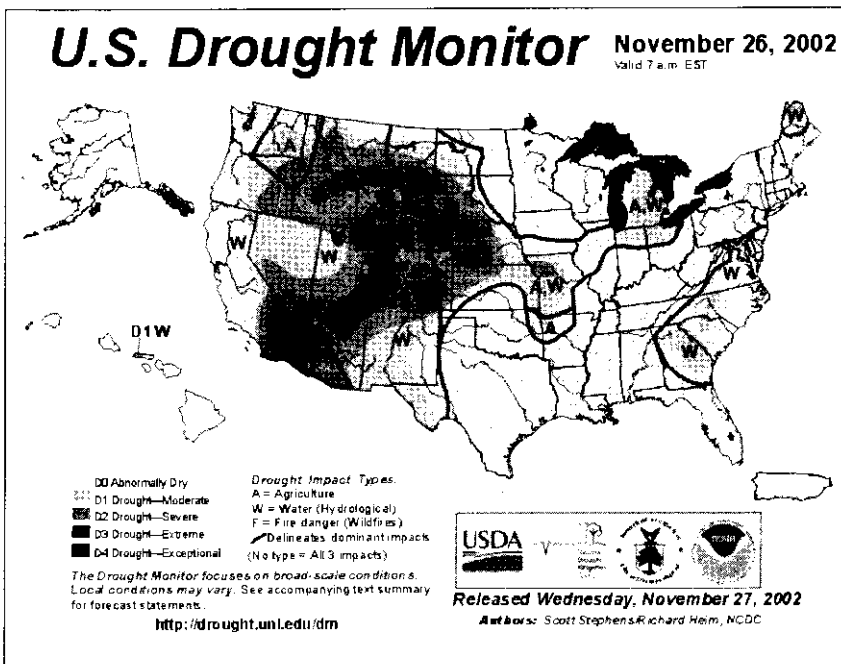 U.S. Drought Monitor
November 26, 2002
Valid 7 a.m. EST
A
W
W
A,W
W
A,W
A
W
W
W
D1 W
D0 Abnormally Dry
D1 Drought—Moderate
D2 Drought—Severe
D3 Drought—Extreme
D4 Drought—Exceptional
Drought Impact Types:
A = Agriculture
W = Water (Hydrological)
F = Fire danger (Wildfires)
Delineates dominant impacts
(No type = All 3 impacts)
The Drought Monitor focuses on broad-scale conditions.
Local conditions may vary. See accompanying text summary
for forecast statements.
http://drought.unl.edu/dm
USDA
Released Wednesday, November 27, 2002
Authors: Scott Stephens/Richard Heim, NCDC